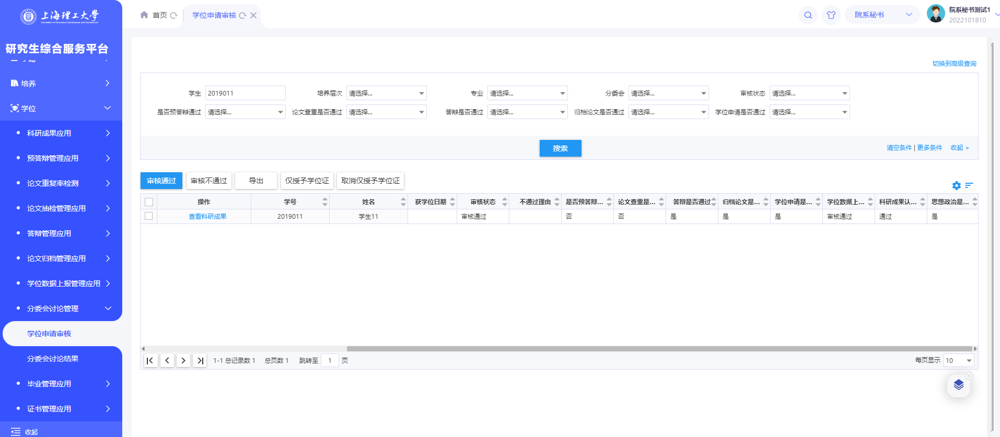 上海理工大學
UNIVERSITY OF SHANGHAI FOR SCIENCE AND TECHNOLOGY
研究生综合服务平台
培养
学位
科研成果应用
预答辩管理应用
论文重复率检测
论文抽检管理应用
答辩管理应用
论文归档管理应用
学位数据上报管理应用
分委会讨论管理
学位申请审核
分委会讨论结果
毕业管理应用
证书管理应用
收起
首页 学位申请审核
院系秘书 院系秘书测试1
2022101810
切换到高级查询
学生 2019011 培养层次 请选择... 专业 请选择... 分委会 请选择... 审核状态 请选择...
是否预答辩通过 请选择... 论文查重是否通过 请选择... 答辩是否通过 请选择... 归档论文是否通过 请选择... 学位申请是否通过 请选择...
搜索 清空条件 | 更多条件 收起 >
审核通过 审核不通过 导出 仅授予学位证 取消仅授予学位证
操作 学号 姓名 获学位日期 审核状态 不通过理由 是否预答辩... 论文查重是... 答辩是否通过 归档论文是... 学位申请是... 学位数据上... 科研成果认... 思想政治是...
查看科研成果 2019011 学生11 审核通过 否 否 是 是 是 审核通过 通过 是
1-1 总记录数 1 总页数 1 跳转至 1 页 每页显示 10